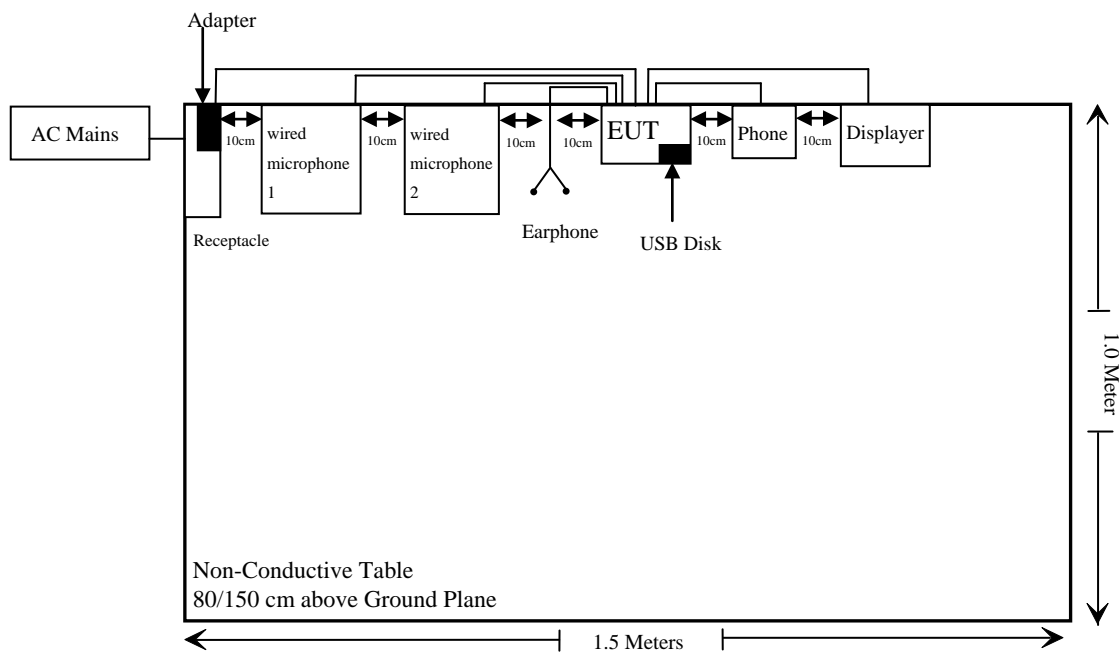 Adapter
AC Mains
10cm
wired
microphone
1
10cm
wired
microphone
2
10cm
10cm
EUT
10cm
Phone
10cm
Displayer
Receptacle
Earphone
USB Disk
1.0 Meter
Non-Conductive Table
80/150 cm above Ground Plane
1.5 Meters